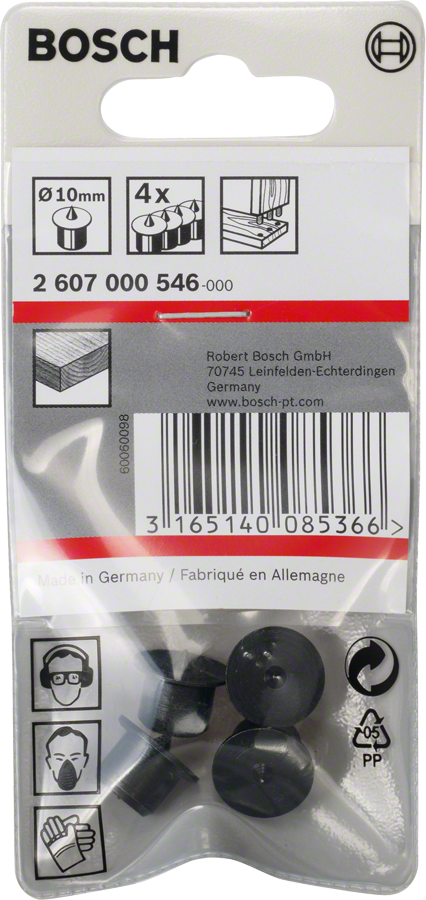 BOSCH
Ø 10mm
4x
2 607 000 546-000
Robert Bosch GmbH
70745 Leinfelden-Echterdingen
Germany
www.bosch-pt.com
60060098
3 165140 085366 >
Made in Germany / Fabriqué en Allemagne
05
PP